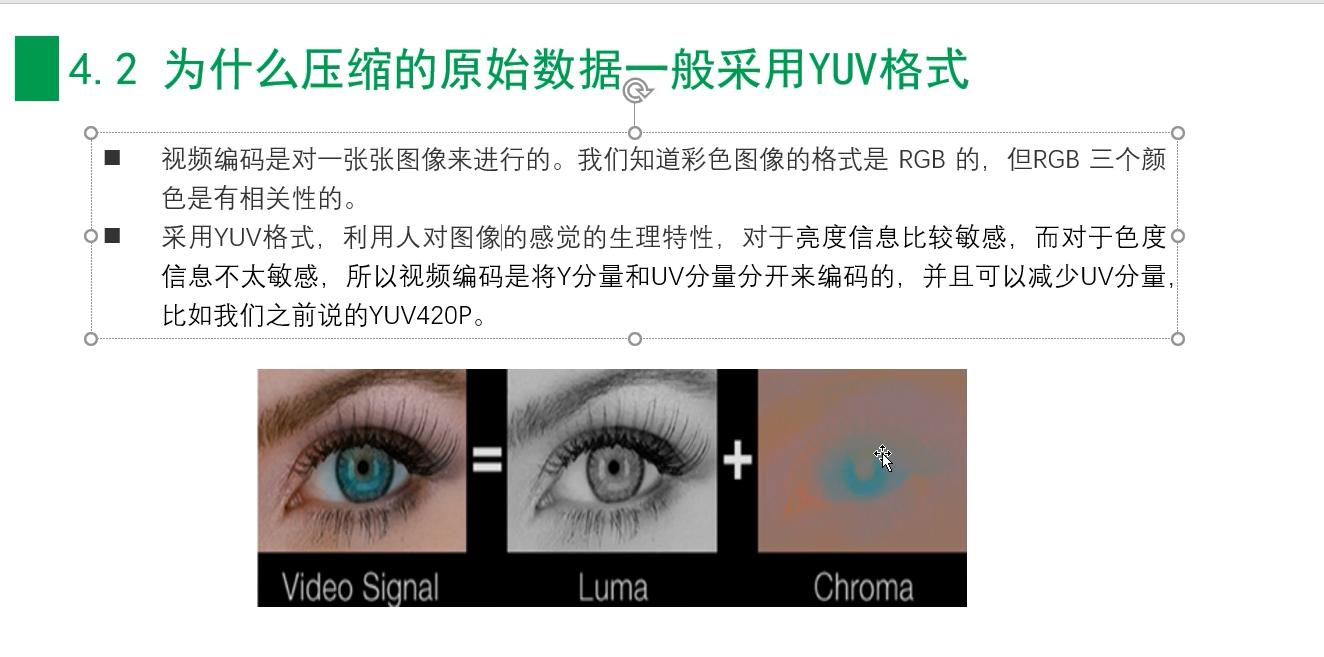 4.2 为什么压缩的原始数据一般采用YUV格式
视频编码是对一张张图像来进行的。我们知道彩色图像的格式是 RGB 的，但RGB 三个颜
色是有相关性的。
采用YUV格式，利用人对图像的感觉的生理特性，对于亮度信息比较敏感，而对于色度
信息不太敏感，所以视频编码是将Y分量和UV分量分开来编码的，并且可以减少UV分量，
比如我们之前说的YUV420P。
= +
Video Signal Luma Chroma